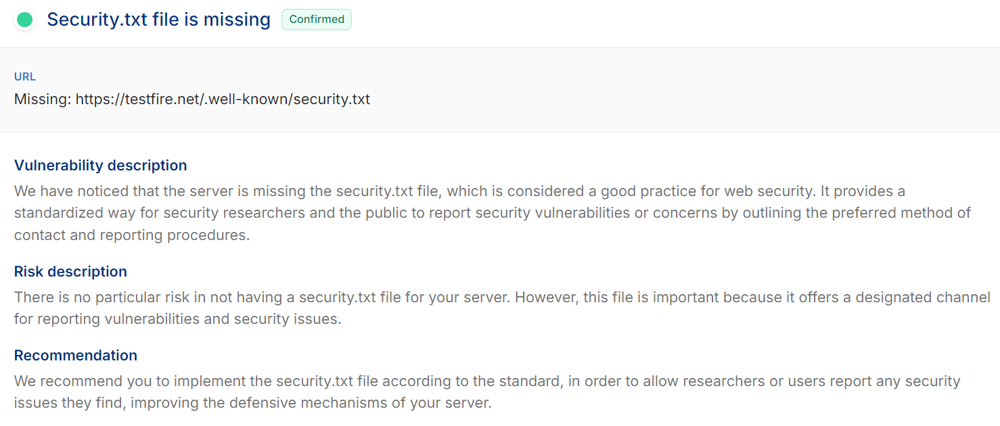 Security.txt file is missing Confirmed
URL
Missing: https://testfire.net/.well-known/security.txt
Vulnerability description
We have noticed that the server is missing the security.txt file, which is considered a good practice for web security. It provides a
standardized way for security researchers and the public to report security vulnerabilities or concerns by outlining the preferred method of
contact and reporting procedures.
Risk description
There is no particular risk in not having a security.txt file for your server. However, this file is important because it offers a designated channel
for reporting vulnerabilities and security issues.
Recommendation
We recommend you to implement the security.txt file according to the standard, in order to allow researchers or users report any security
issues they find, improving the defensive mechanisms of your server.